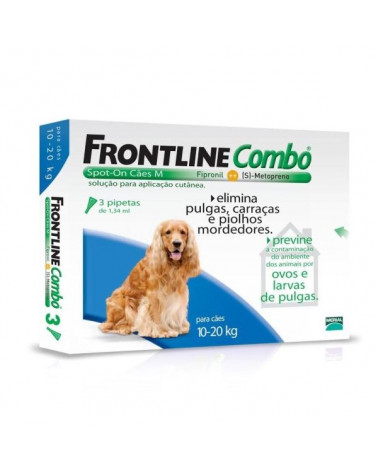 FRONTLINE Combo®
Spot-On Cães M
Fipronil (S)-Metopreno
solução para aplicação cutânea.
3 pipetas
de 1,34 ml
elimina
pulgas, carraças
e piolhos
mordedores.
previne
a contaminação
do ambiente
dos animais por
ovos e
larvas
de pulgas.
para cães
10-20 kg
MERIAL
para cães
10-20 kg
FRONTLINE
Combo
3